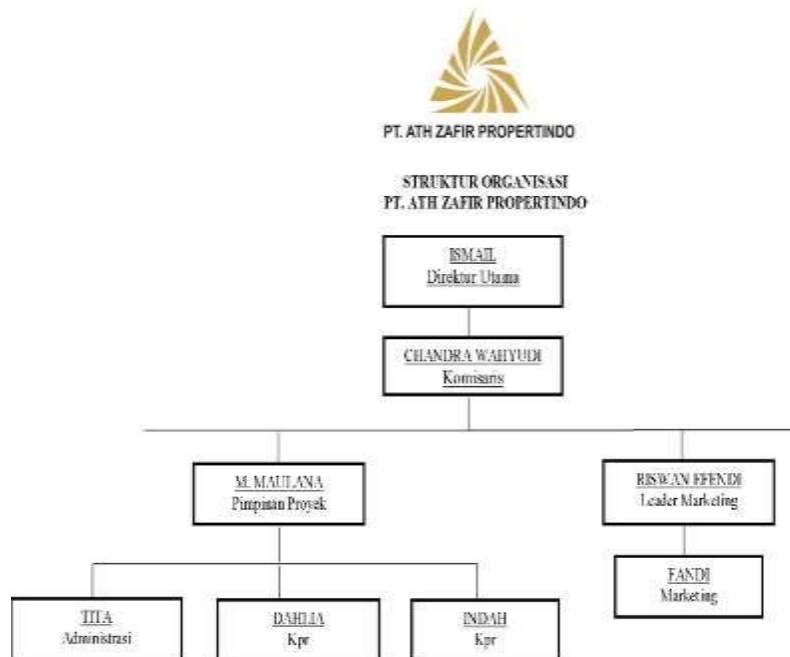 PT. ATH ZAFIR PROPERTINDO
STRUKTUR ORGANISASI
PT. ATH ZAFIR PROPERTINDO
ISMAIL
Direktur Utama
CHANDRA WAHYUDI
Komisaris
M. MAULANA
Pimpinan Proyek
RISWAN EFENDI
Leader Marketing
FANDI
Marketing
TITA
Administrasi
DAHLIA
Kpr
INDAH
Kpr